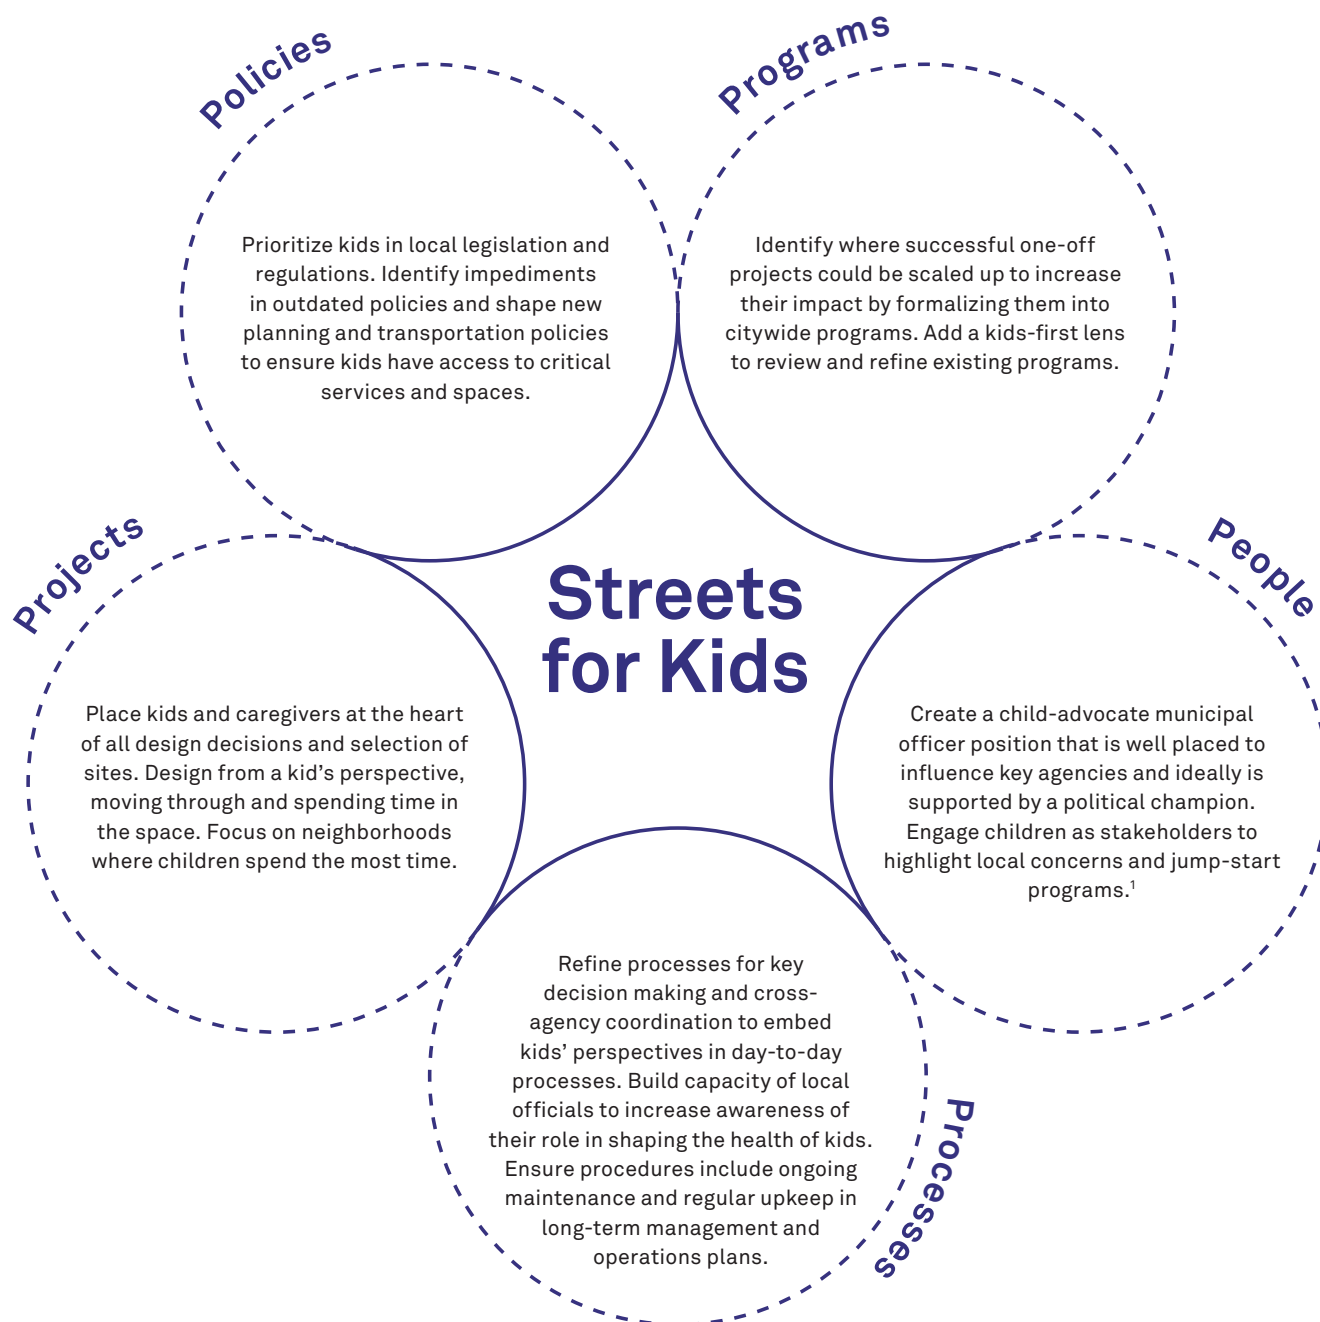 Policies
Prioritize kids in local legislation and
regulations. Identify impediments
in outdated policies and shape new
planning and transportation policies
to ensure kids have access to critical
services and spaces.
Programs
Identify where successful one-off
projects could be scaled up to increase
their impact by formalizing them into
citywide programs. Add a kids-first lens
to review and refine existing programs.
Streets
for Kids
Projects
Place kids and caregivers at the heart
of all design decisions and selection of
sites. Design from a kid’s perspective,
moving through and spending time in
the space. Focus on neighborhoods
where children spend the most time.
People
Create a child-advocate municipal
officer position that is well placed to
influence key agencies and ideally is
supported by a political champion.
Engage children as stakeholders to
highlight local concerns and jump-start
programs.¹
Processes
Refine processes for key
decision making and cross-
agency coordination to embed
kids’ perspectives in day-to-day
processes. Build capacity of local
officials to increase awareness of
their role in shaping the health of kids.
Ensure procedures include ongoing
maintenance and regular upkeep in
long-term management and
operations plans.